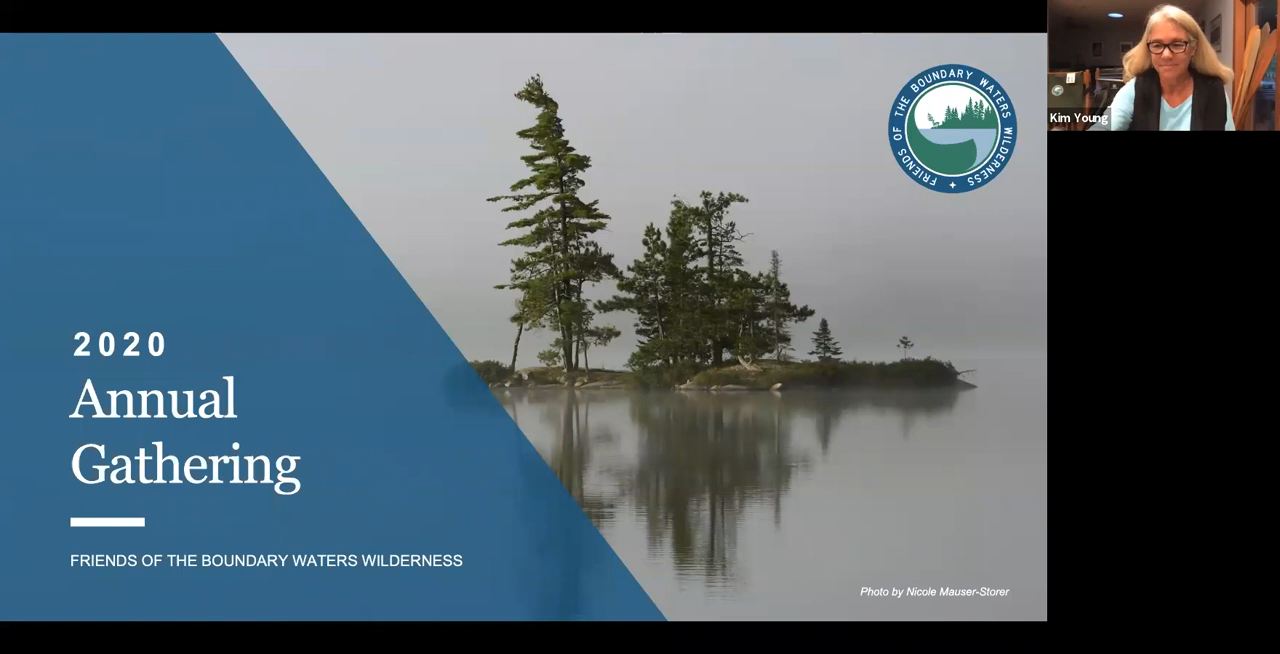 2020
Annual
Gathering
FRIENDS OF THE BOUNDARY WATERS WILDERNESS
FRIENDS OF THE BOUNDARY WATERS WILDERNESS
Photo by Nicole Mauser-Storer
Kim Young